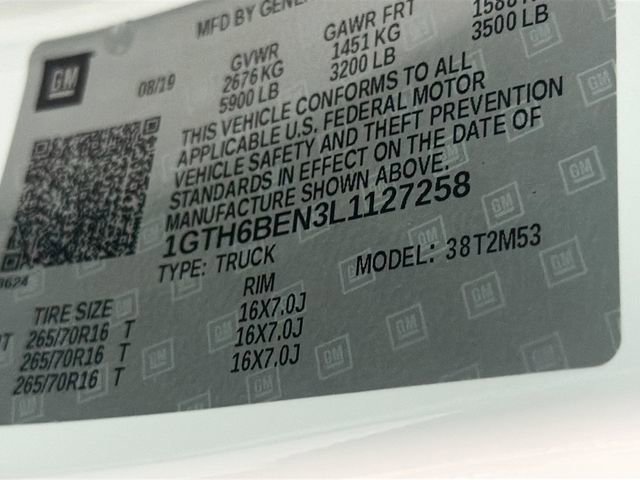 GM
08/19
MFD BY GENE
GVWR GAWR FRT
2676 KG 1451 KG
5900 LB 3200 LB 3500 LB
THIS VEHICLE CONFORMS TO ALL
APPLICABLE U.S. FEDERAL MOTOR
VEHICLE SAFETY AND THEFT PREVENTION
STANDARDS IN EFFECT ON THE DATE OF
MANUFACTURE SHOWN ABOVE.
1GTH6BEN3L1127258
TYPE: TRUCK MODEL: 38T2M53
TIRE SIZE RIM
265/70R16 T 16X7.0J
265/70R16 T 16X7.0J
265/70R16 T 16X7.0J